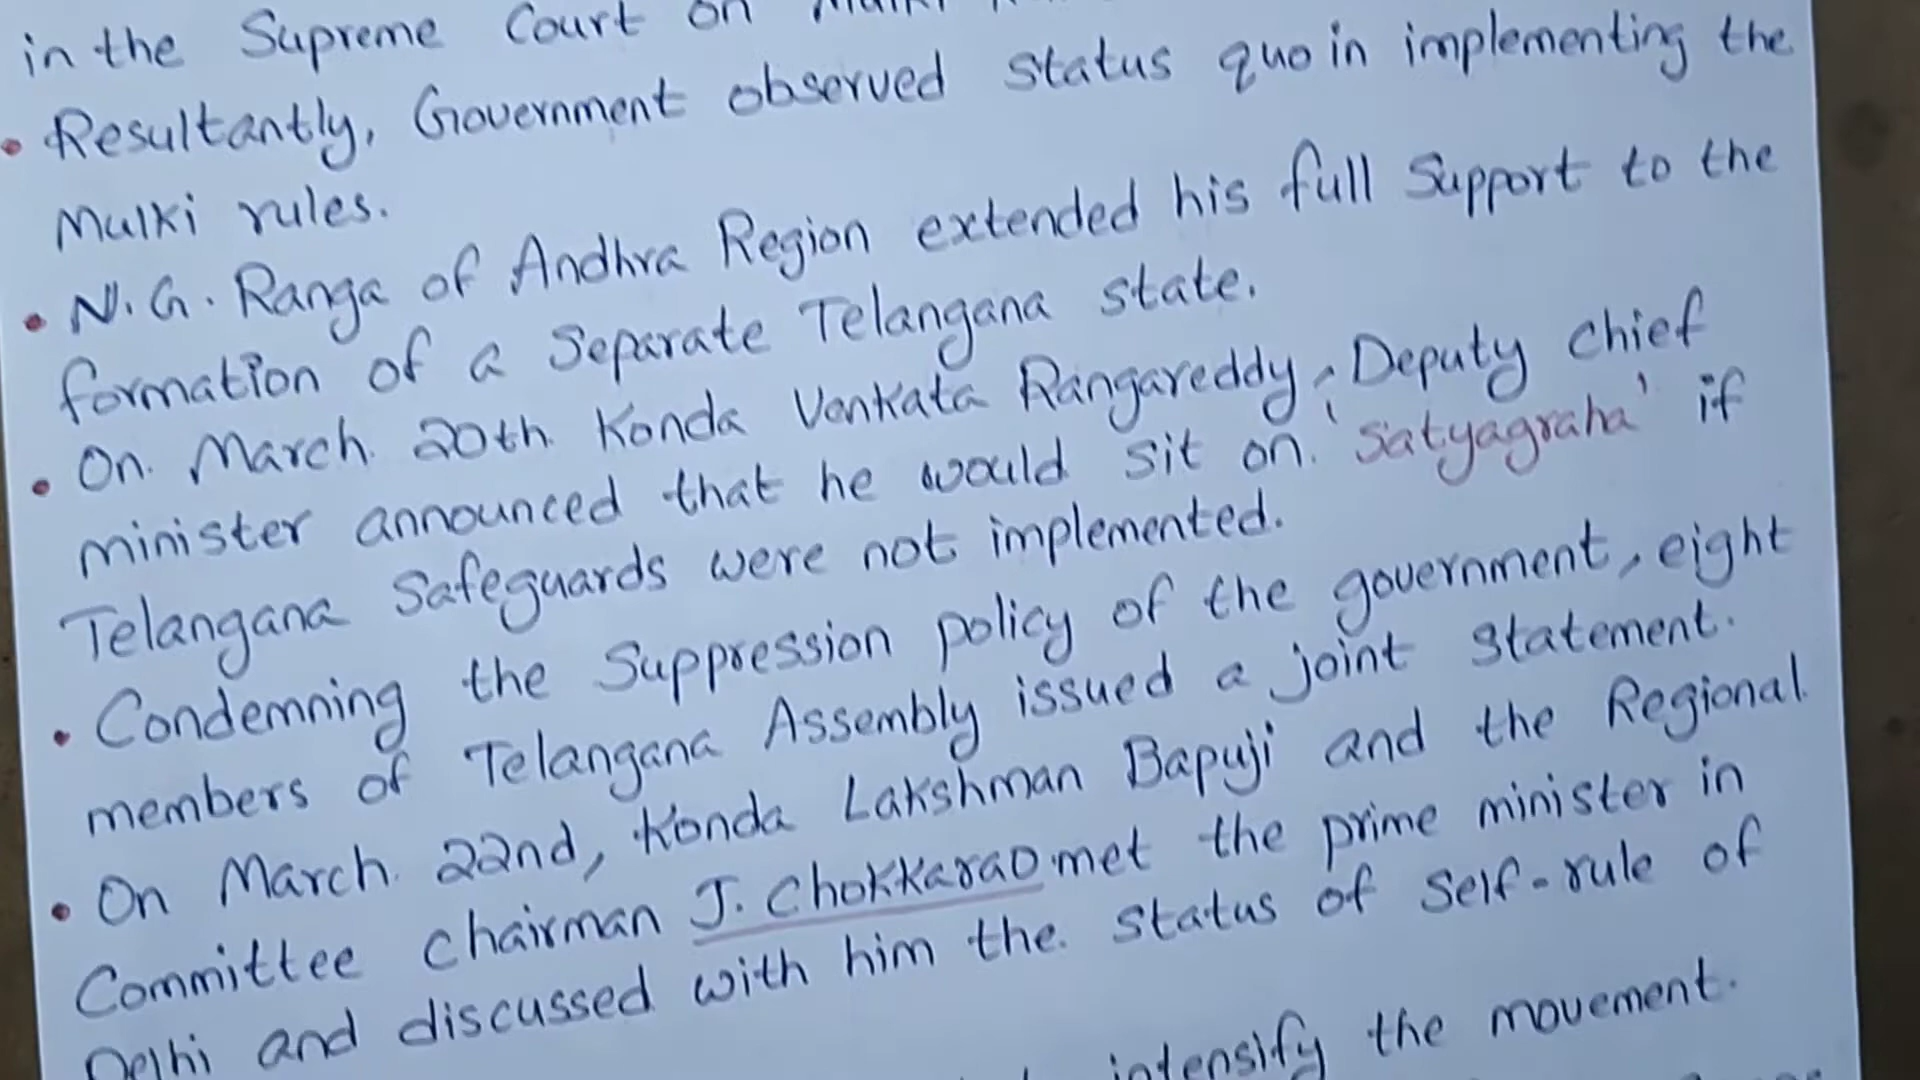 in the Supreme Court on Mulki
• Resultantly, Government observed status quo in implementing the
Mulki rules.
• N.G. Ranga of Andhra Region extended his full Support to the
formation of a Separate Telangana state.
• On March 20th Konda Venkata Rangareddy, Deputy chief
minister announced that he would sit on 'Satyagraha' if
Telangana Safeguards were not implemented.
• Condemning the Suppression policy of the government, eight
members of Telangana Assembly issued a joint statement.
• On March 22nd, Konda Lakshman Bapuji and the Regional
Committee chairman J. Chokkarao met the prime minister in
Delhi and discussed with him the status of Self-rule of
intensify the movement.